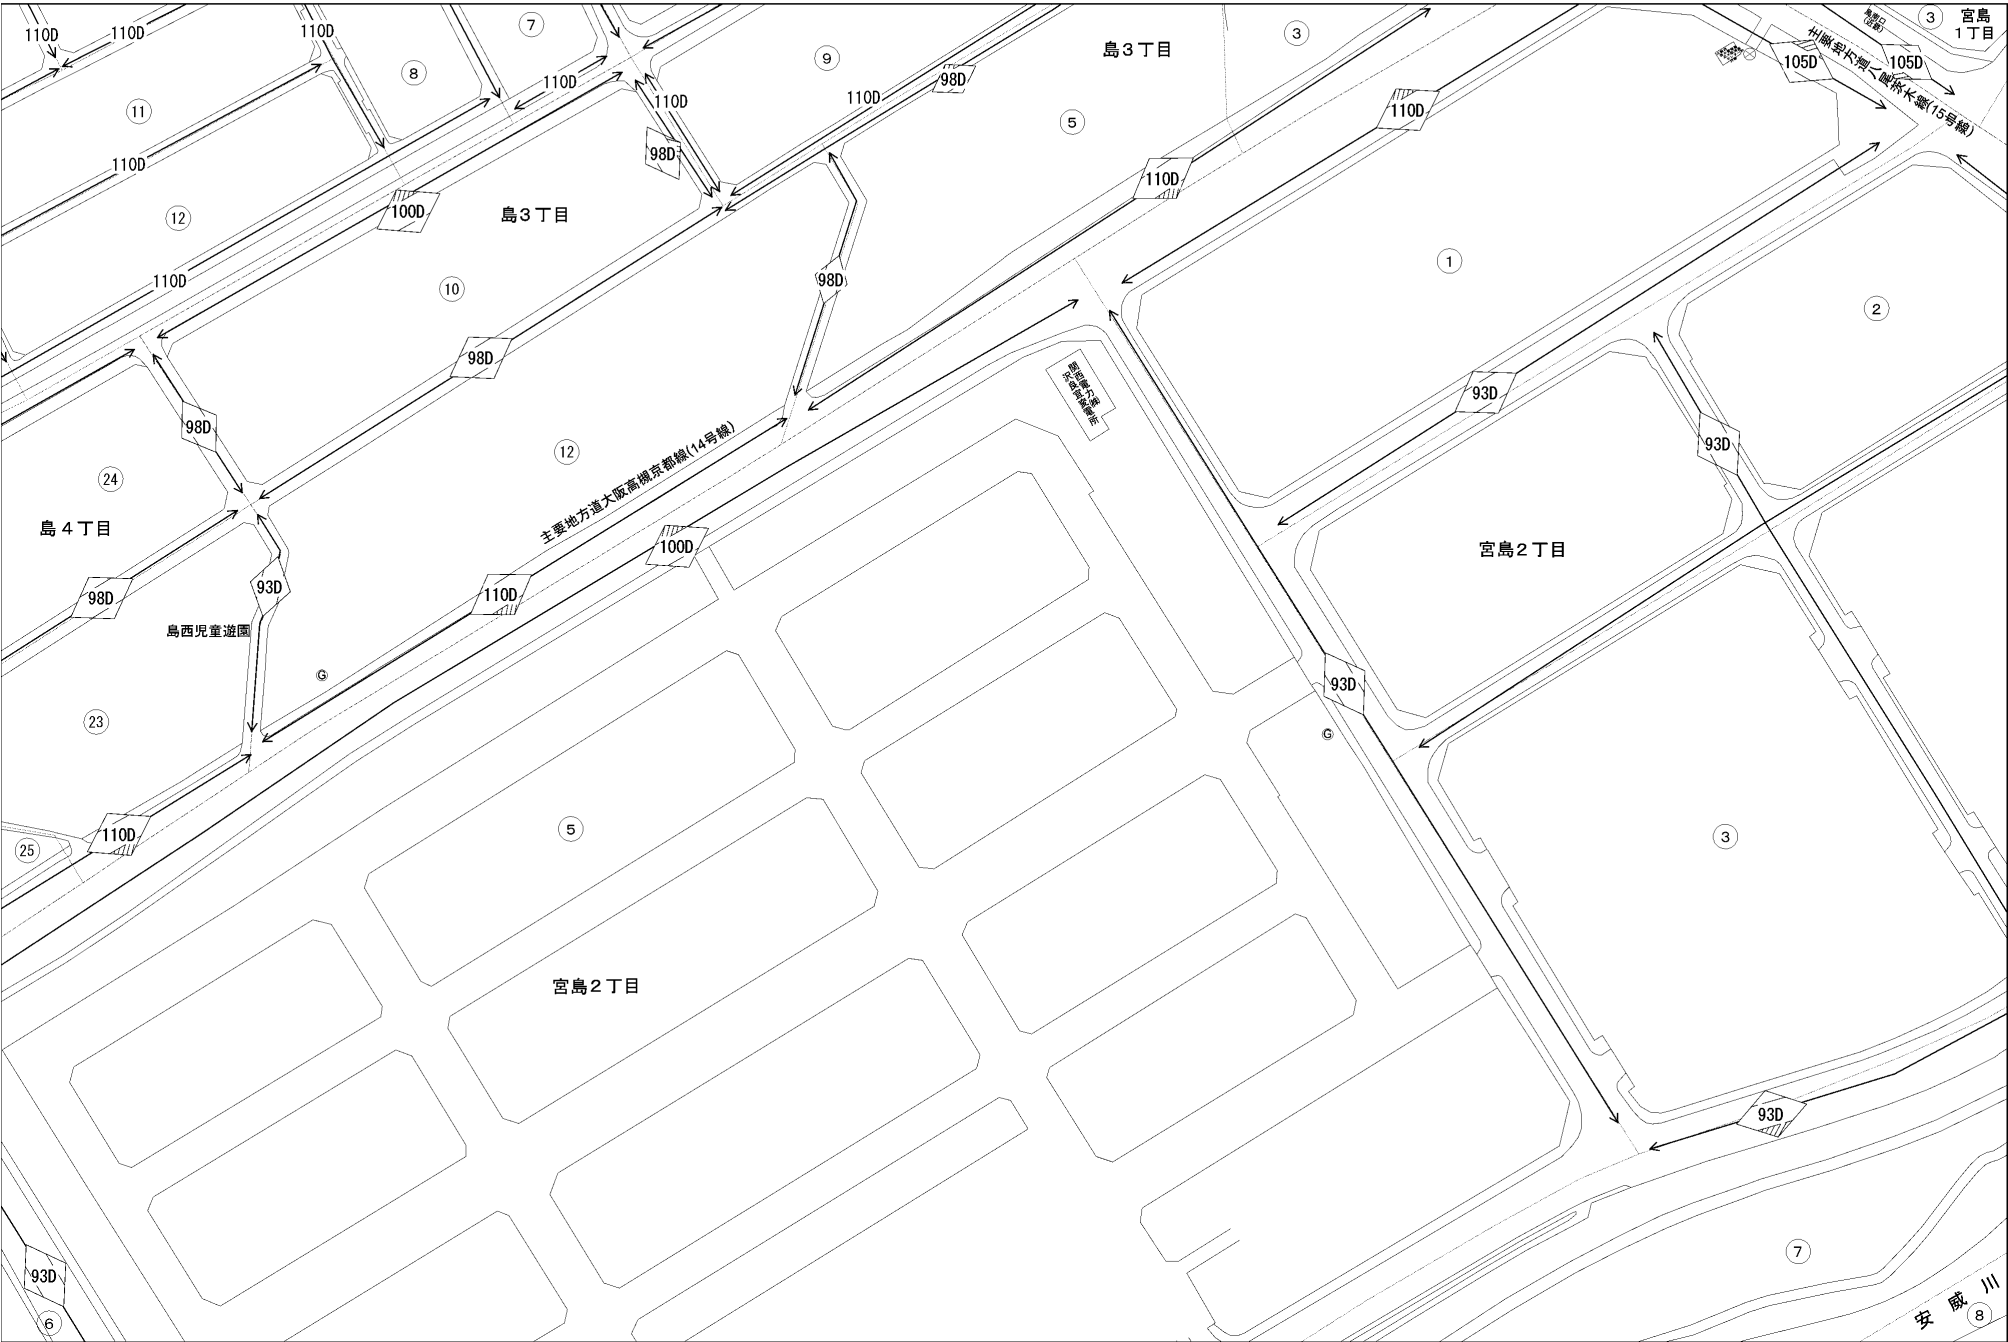 110D
110D
110D
⑦
⑧
⑨
島３丁目
③
③
宮島
１丁目
主要地方道八尾茨木線(15号線)
105D
105D
110D
110D
110D
98D
110D
⑪
⑤
110D
98D
110D
110D
⑫
100D
島３丁目
110D
98D
⑩
①
②
98D
98D
93D
93D
関西電力㈱
沢良宜変電所
⑫
主要地方道大阪高槻京都線(14号線)
㉔
島４丁目
100D
宮島２丁目
98D
93D
110D
島西児童遊園
G
93D
㉓
G
110D
㉕
⑤
③
宮島２丁目
93D
⑦
93D
⑥
安威川
⑧